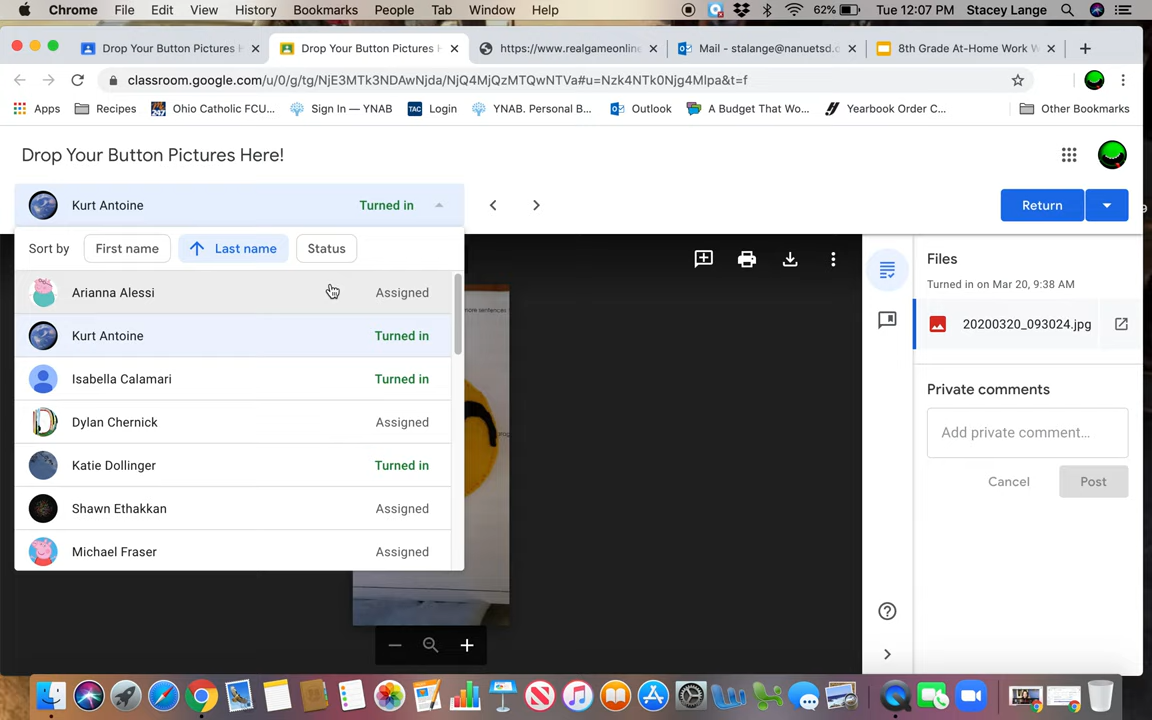 Chrome File Edit View History Bookmarks People Tab Window Help 62% Tue 12:07 PM Stacey Lange
Drop Your Button Pictures H Drop Your Button Pictures H https://www.realgameonline Mail - stalange@nanuetsd.o 8th Grade At-Home Work W
classroom.google.com/u/0/g/tg/NjE3MTk3NDAwNjda/NjQ4MjQzMTQwNTVa#u=Nzk4NTk0Njg4Mlpa&t=f
Apps Recipes Ohio Catholic FCU... Sign In — YNAB TAC Login YNAB. Personal B... Outlook A Budget That Wo... Yearbook Order C... Other Bookmarks
Drop Your Button Pictures Here!
Kurt Antoine Turned in Return
Sort by First name Last name Status
Files
Turned in on Mar 20, 9:38 AM
Arianna Alessi Assigned
more sentences
20200320_093024.jpg
Kurt Antoine Turned in
Isabella Calamari Turned in
Private comments
Dylan Chernick Assigned
Add private comment...
Katie Dollinger Turned in
Cancel Post
Shawn Ethakkan Assigned
Michael Fraser Assigned